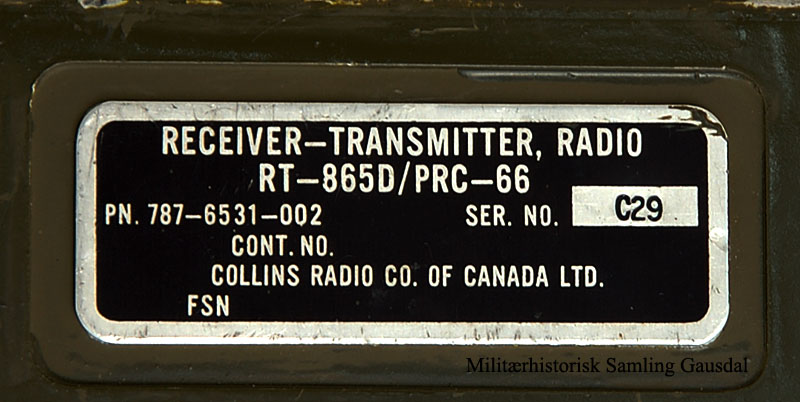 RECEIVER-TRANSMITTER, RADIO
RT-865D/PRC-66
PN. 787-6531-002 SER. NO. C29
CONT. NO.
COLLINS RADIO CO. OF CANADA LTD.
FSN
Militærhistorisk Samling Gausdal